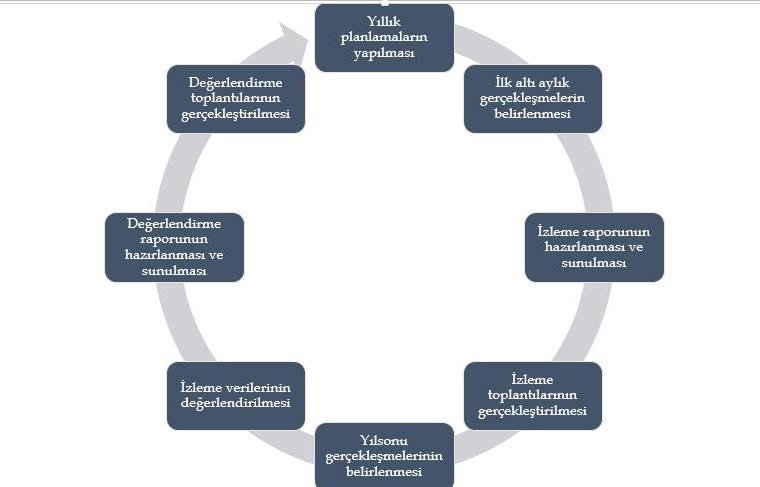 Yıllık
planlamaların
yapılması
İlk altı aylık
gerçekleşmelerin
belirlenmesi
İzleme raporunun
hazırlanması ve
sunulması
İzleme
toplantılarının
gerçekleştirilmesi
Yılsonu
gerçekleşmelerinin
belirlenmesi
İzleme verilerinin
değerlendirilmesi
Değerlendirme
raporunun
hazırlanması ve
sunulması
Değerlendirme
toplantılarının
gerçekleştirilmesi